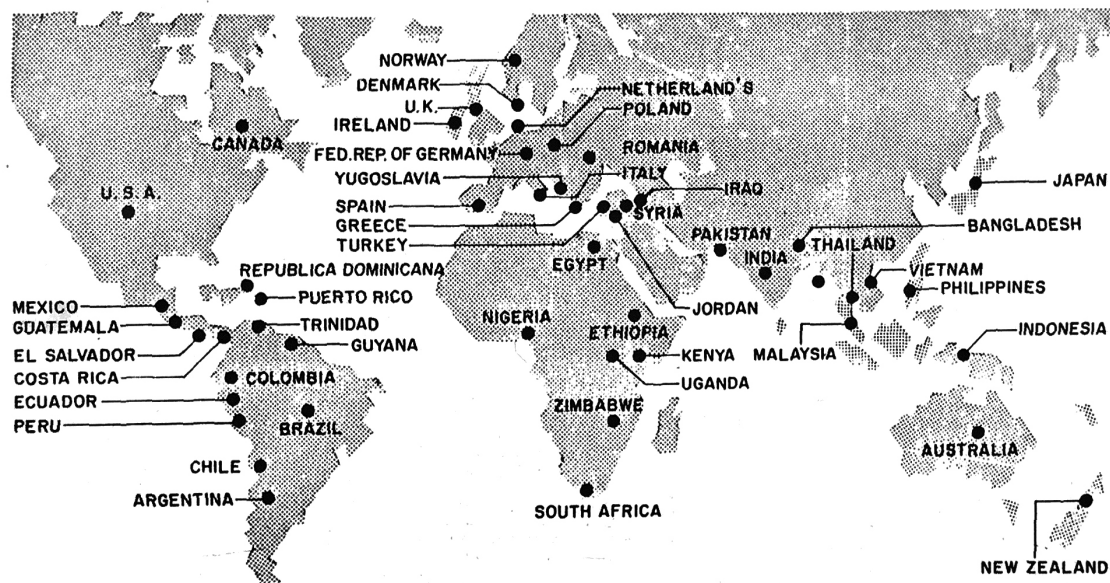 NORWAY
DENMARK
NETHERLAND'S
U.K.
POLAND
IRELAND
CANADA
FED.REP. OF GERMANY
ROMANIA
YUGOSLAVIA
ITALY
IRAQ
JAPAN
U.S.A.
SPAIN
SYRIA
GREECE
BANGLADESH
TURKEY
PAKISTAN
THAILAND
EGYPT
INDIA
REPUBLICA DOMINICANA
VIETNAM
PUERTO RICO
PHILIPPINES
MEXICO
JORDAN
GUATEMALA
TRINIDAD
NIGERIA
ETHIOPIA
INDONESIA
GUYANA
EL SALVADOR
KENYA
MALAYSIA
COSTA RICA
COLOMBIA
UGANDA
ECUADOR
ZIMBABWE
PERU
BRAZIL
AUSTRALIA
CHILE
ARGENTINA
SOUTH AFRICA
NEW ZEALAND